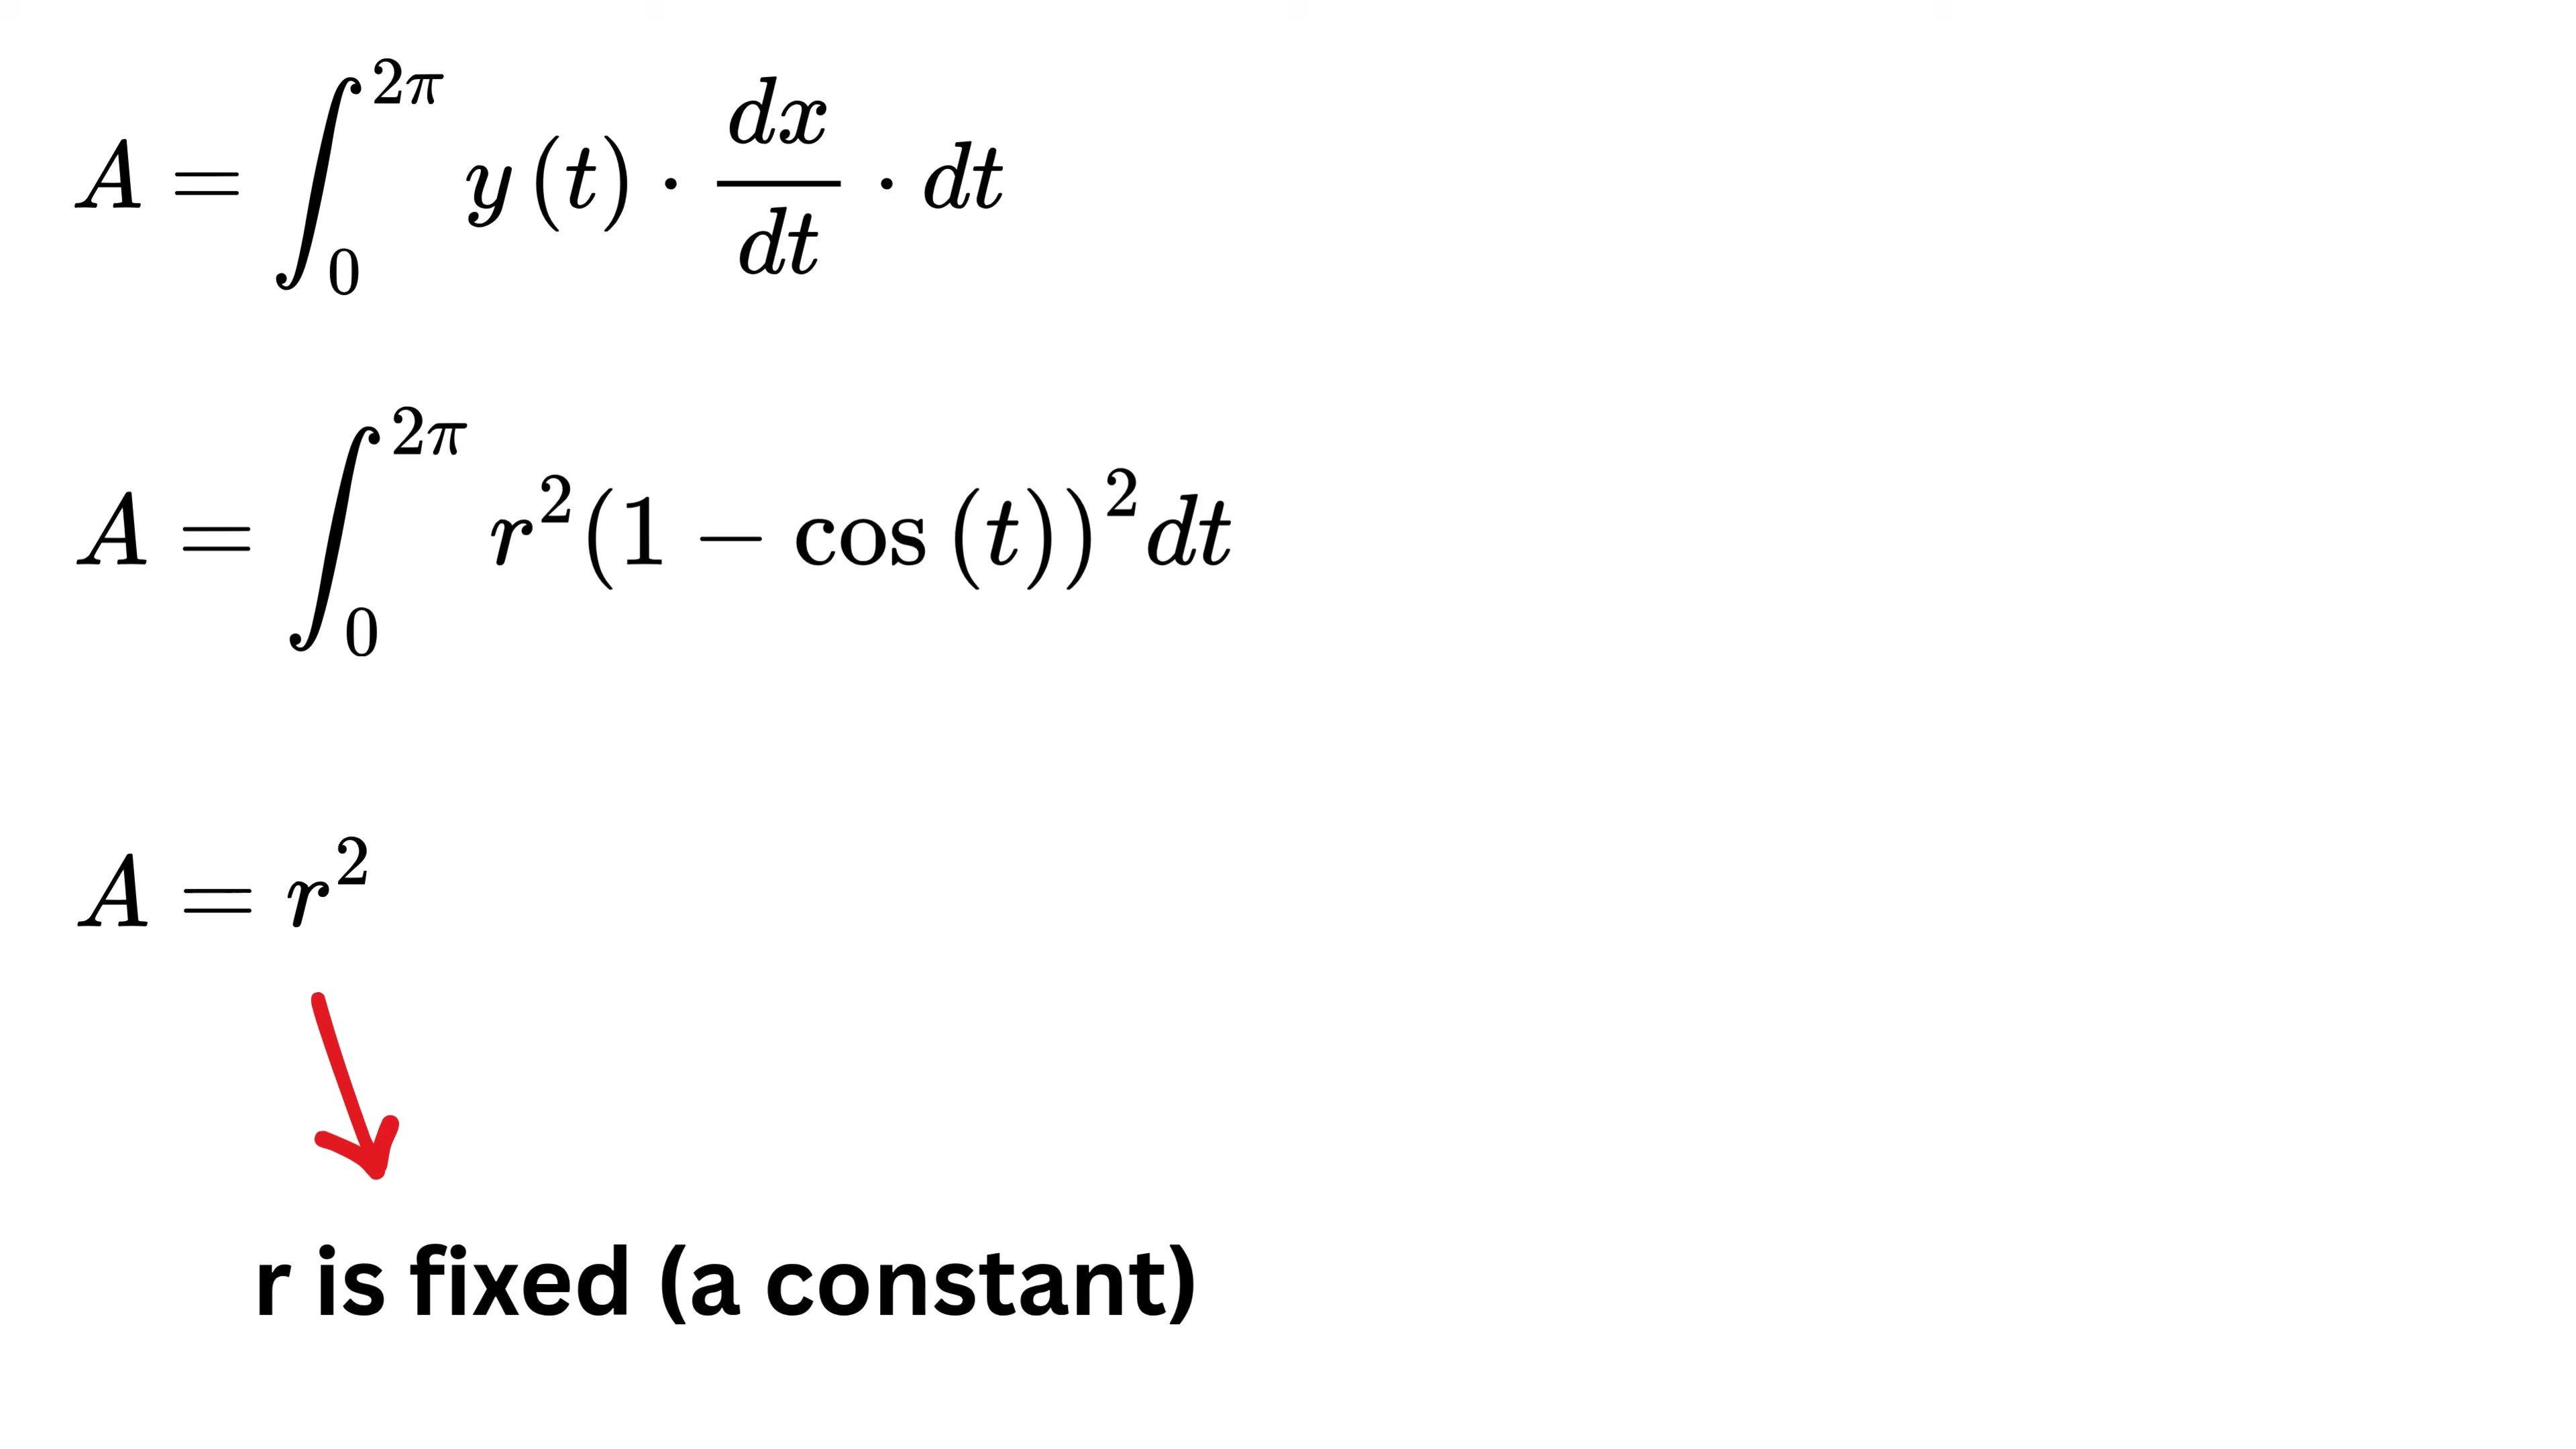 A = ∫₀^{2π} y(t) · dx/dt · dt
A = ∫₀^{2π} r²(1 − cos(t))² dt
A = r²
r is fixed (a constant)